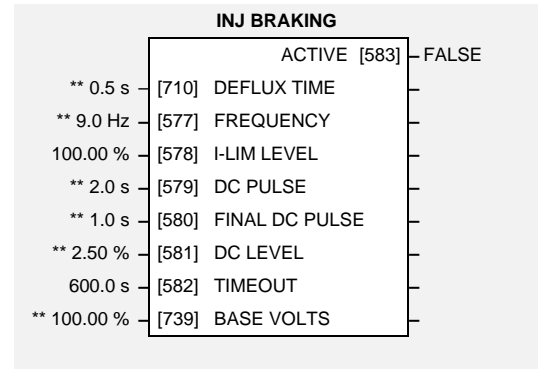 INJ BRAKING
ACTIVE [583] FALSE
** 0.5 s [710] DEFLUX TIME
** 9.0 Hz [577] FREQUENCY
100.00 % [578] I-LIM LEVEL
** 2.0 s [579] DC PULSE
** 1.0 s [580] FINAL DC PULSE
** 2.50 % [581] DC LEVEL
600.0 s [582] TIMEOUT
** 100.00 % [739] BASE VOLTS